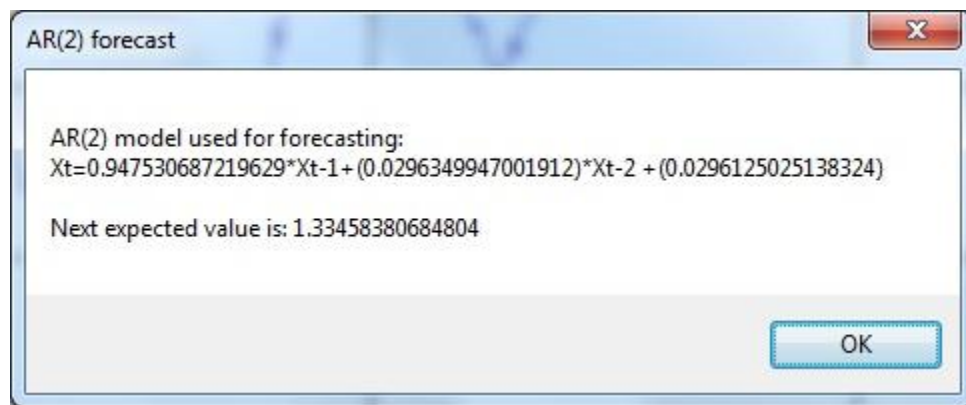 AR(2) forecast
AR(2) model used for forecasting:
Xt=0.947530687219629*Xt-1+(0.0296349947001912)*Xt-2 +(0.0296125025138324)
Next expected value is: 1.33458380684804
OK